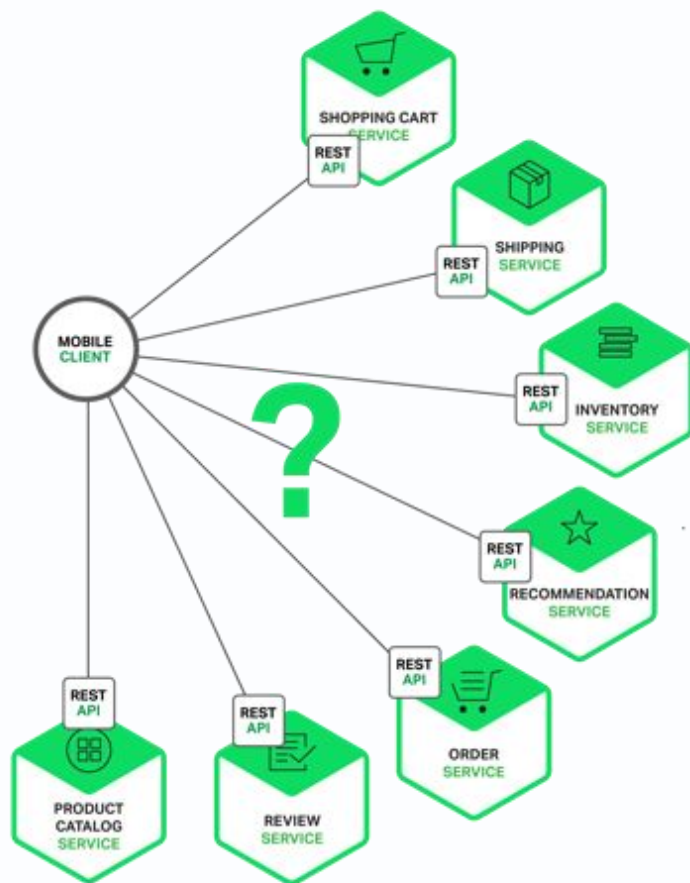 SHOPPING CART
SERVICE
REST
API
SHIPPING
SERVICE
REST
API
MOBILE
CLIENT
INVENTORY
SERVICE
REST
API
?
REST
API
RECOMMENDATION
SERVICE
REST
API
ORDER
SERVICE
REST
API
REVIEW
SERVICE
REST
API
PRODUCT
CATALOG
SERVICE